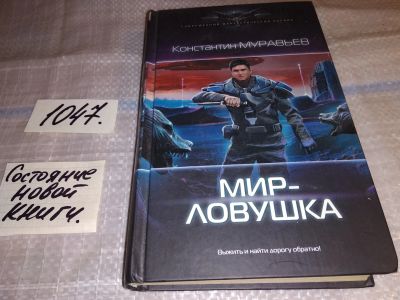 Константин МУРАВЬЕВ
МИР-
ЛОВУШКА
Выжить и найти дорогу обратно!
1047.
Состояние
новой
книги.